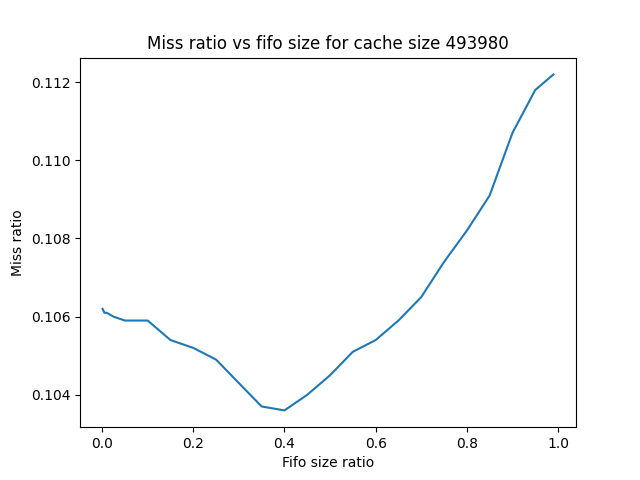 Miss ratio vs fifo size for cache size 493980
0.112
0.110
0.108
0.106
0.104
Miss ratio
0.0 0.2 0.4 0.6 0.8 1.0
Fifo size ratio